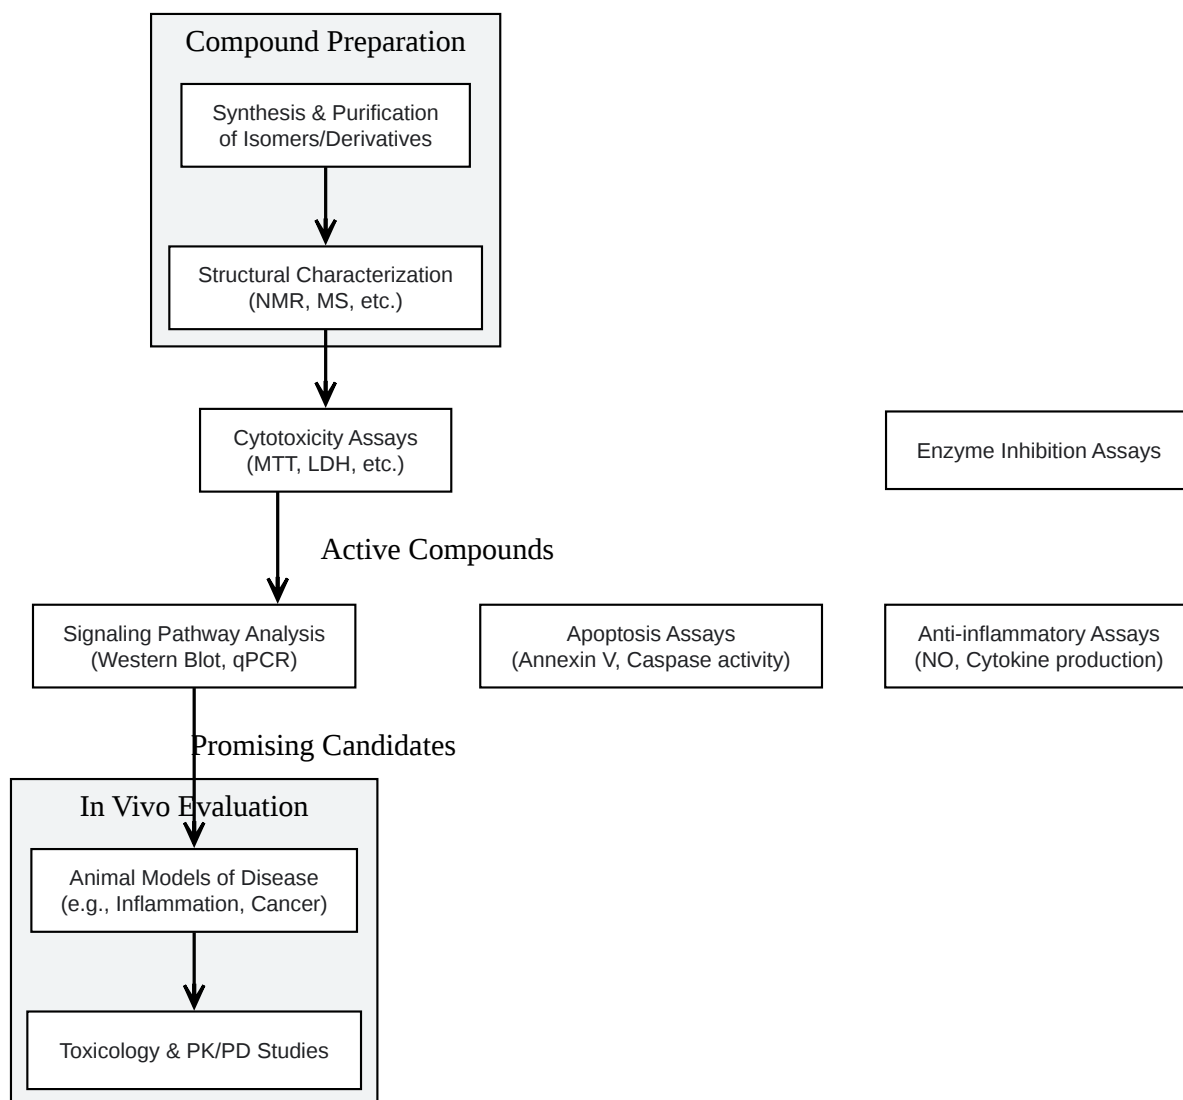 Compound Preparation
Synthesis & Purification
of Isomers/Derivatives
Structural Characterization
(NMR, MS, etc.)
Cytotoxicity Assays
(MTT, LDH, etc.)
Enzyme Inhibition Assays
Active Compounds
Signaling Pathway Analysis
(Western Blot, qPCR)
Apoptosis Assays
(Annexin V, Caspase activity)
Anti-inflammatory Assays
(NO, Cytokine production)
Promising Candidates
In Vivo Evaluation
Animal Models of Disease
(e.g., Inflammation, Cancer)
Toxicology & PK/PD Studies